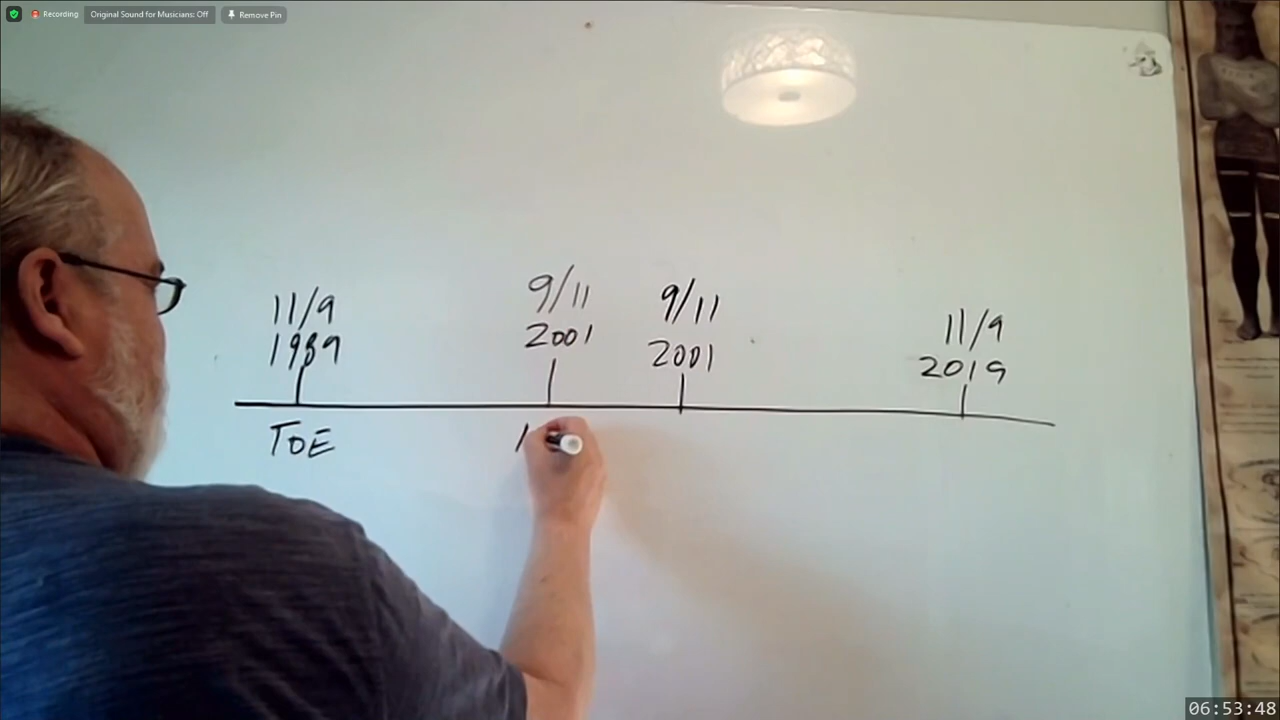 Recording
Original Sound for Musicians: Off
Remove Pin
11/9
1989
9/11
2001
9/11
2001
11/9
2019
TOE
06:53:48